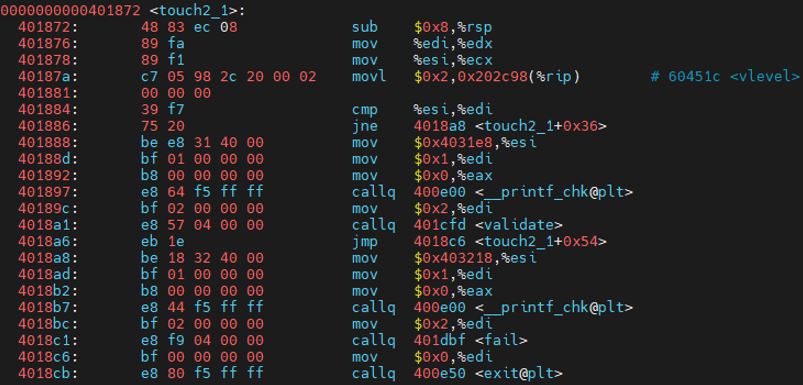 0000000000401872 <touch2_1>:
401872: 48 83 ec 08 sub $0x8,%rsp
401876: 89 fa mov %edi,%edx
401878: 89 f1 mov %esi,%ecx
40187a: c7 05 98 2c 20 00 02 movl $0x2,0x202c98(%rip) # 60451c <vlevel>
401881: 00 00 00
401884: 39 f7 cmp %esi,%edi
401886: 75 20 jne 4018a8 <touch2_1+0x36>
401888: be e8 31 40 00 mov $0x4031e8,%esi
40188d: bf 01 00 00 00 mov $0x1,%edi
401892: b8 00 00 00 00 mov $0x0,%eax
401897: e8 64 f5 ff ff callq 400e00 <__printf_chk@plt>
40189c: bf 02 00 00 00 mov $0x2,%edi
4018a1: e8 57 04 00 00 callq 401cfd <validate>
4018a6: eb 1e jmp 4018c6 <touch2_1+0x54>
4018a8: be 18 32 40 00 mov $0x403218,%esi
4018ad: bf 01 00 00 00 mov $0x1,%edi
4018b2: b8 00 00 00 00 mov $0x0,%eax
4018b7: e8 44 f5 ff ff callq 400e00 <__printf_chk@plt>
4018bc: bf 02 00 00 00 mov $0x2,%edi
4018c1: e8 f9 04 00 00 callq 401dbf <fail>
4018c6: bf 00 00 00 00 mov $0x0,%edi
4018cb: e8 80 f5 ff ff callq 400e50 <exit@plt>